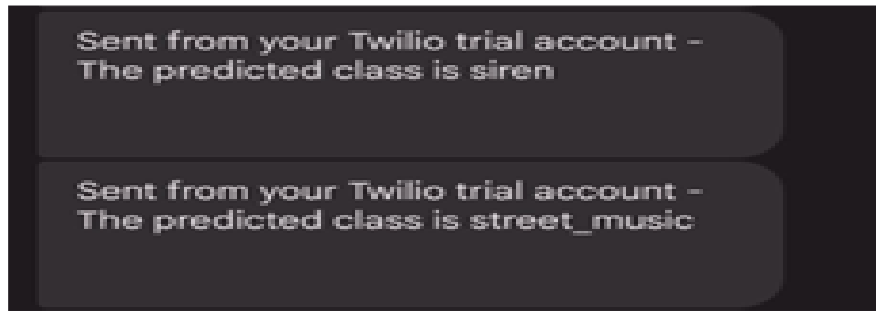 Sent from your Twilio trial account -
The predicted class is siren
Sent from your Twilio trial account -
The predicted class is street_music